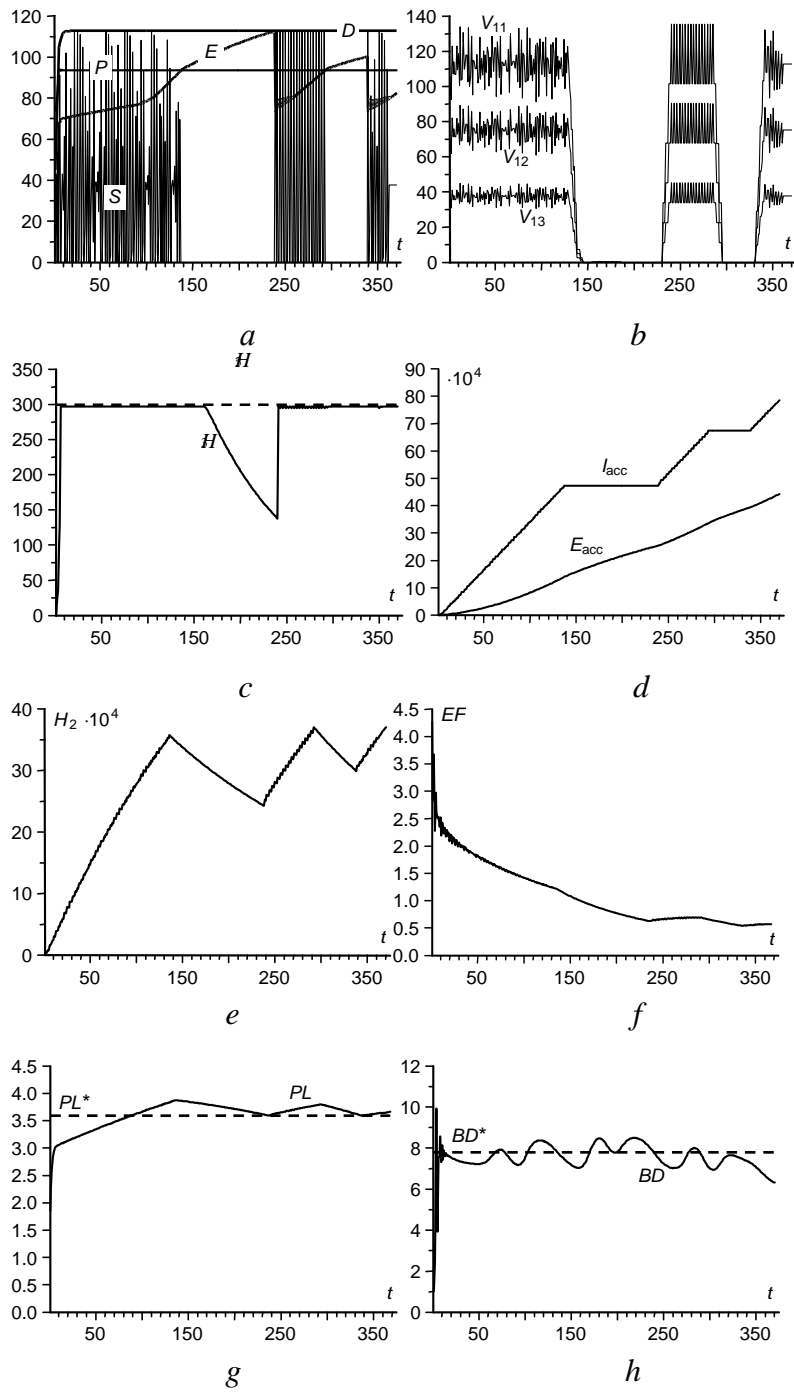 120
100
80
60
40
20
0
D
E
P
S
t
50
150
250
350
a
140
120
100
80
60
40
20
0
V11
V12
V13
t
50
150
250
350
b
350
300
250
200
150
100
50
0
H
H
t
50
150
250
350
c
90
80
70
60
50
40
30
20
10
0
·10⁴
Iacc
Eacc
t
50
150
250
350
d
40
30
20
10
0
H₂ ·10⁴
t
50
150
250
350
e
4.5
4.0
3.5
3.0
2.5
2.0
1.5
1.0
0.5
0.0
EF
t
50
150
250
350
f
4.5
4.0
3.5
3.0
2.5
2.0
1.5
1.0
0.5
0.0
PL*
PL
t
50
150
250
350
g
12
10
8
6
4
2
0
BD*
BD
t
50
150
250
350
h